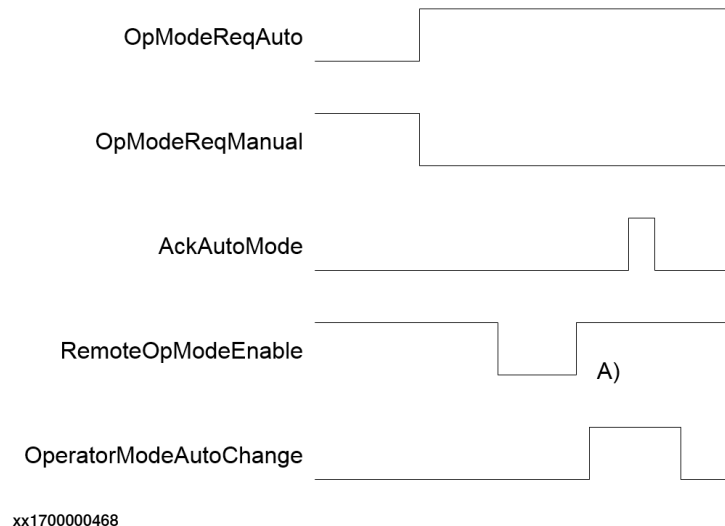 OpModeReqAuto
OpModeReqManual
AckAutoMode
RemoteOpModeEnable
A)
OperatorModeAutoChange
xx1700000468